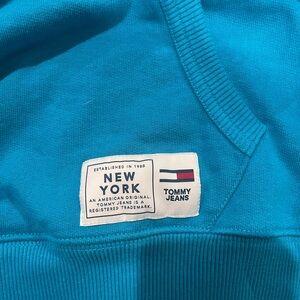 ESTABLISHED IN 1985
NEW
YORK
AN AMERICAN ORIGINAL.
TOMMY JEANS IS A
REGISTERED TRADEMARK.
TOMMY
JEANS